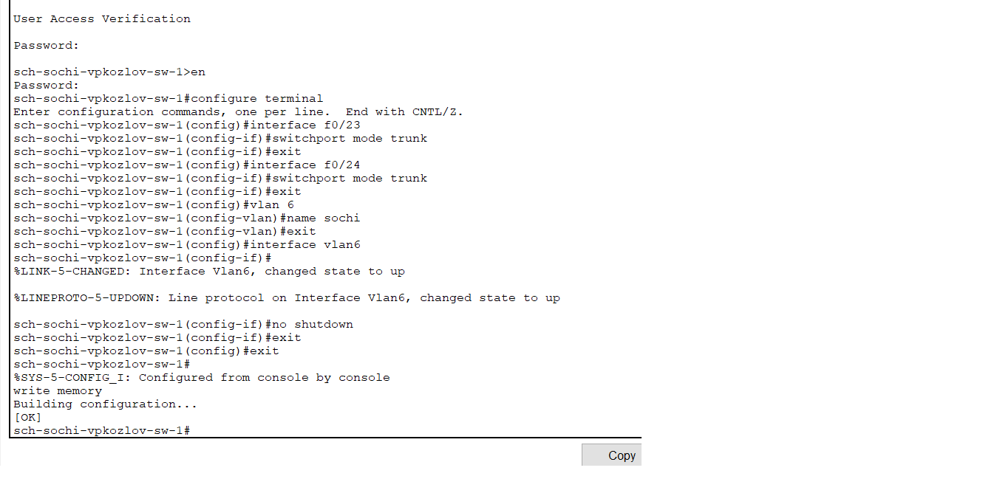 User Access Verification
Password:
sch-sochi-vpkozlov-sw-1>en
Password:
sch-sochi-vpkozlov-sw-1#configure terminal
Enter configuration commands, one per line.  End with CNTL/Z.
sch-sochi-vpkozlov-sw-1(config)#interface f0/23
sch-sochi-vpkozlov-sw-1(config-if)#switchport mode trunk
sch-sochi-vpkozlov-sw-1(config-if)#exit
sch-sochi-vpkozlov-sw-1(config)#interface f0/24
sch-sochi-vpkozlov-sw-1(config-if)#switchport mode trunk
sch-sochi-vpkozlov-sw-1(config-if)#exit
sch-sochi-vpkozlov-sw-1(config)#vlan 6
sch-sochi-vpkozlov-sw-1(config-vlan)#name sochi
sch-sochi-vpkozlov-sw-1(config-vlan)#exit
sch-sochi-vpkozlov-sw-1(config)#interface vlan6
sch-sochi-vpkozlov-sw-1(config-if)#
%LINK-5-CHANGED: Interface Vlan6, changed state to up
%LINEPROTO-5-UPDOWN: Line protocol on Interface Vlan6, changed state to up
sch-sochi-vpkozlov-sw-1(config-if)#no shutdown
sch-sochi-vpkozlov-sw-1(config-if)#exit
sch-sochi-vpkozlov-sw-1(config)#exit
sch-sochi-vpkozlov-sw-1#
%SYS-5-CONFIG_I: Configured from console by console
write memory
Building configuration...
[OK]
sch-sochi-vpkozlov-sw-1#
Copy